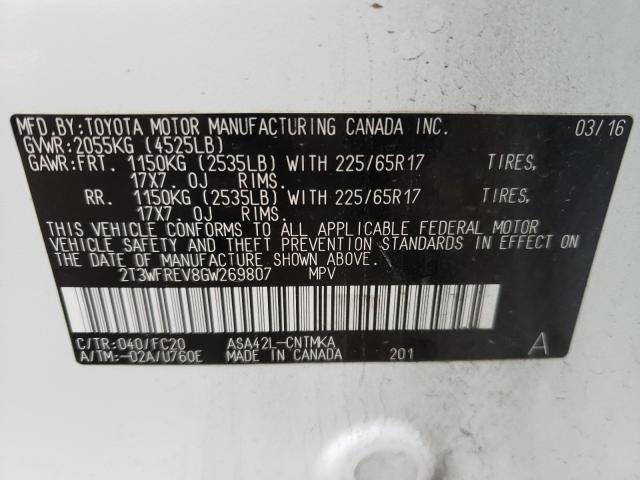 MFD.BY:TOYOTA MOTOR MANUFACTURING CANADA INC. 03/16
GVWR:2055KG (4525LB)
GAWR:FRT. 1150KG (2535LB) WITH 225/65R17 TIRES,
17X7.0J RIMS.
RR. 1150KG (2535LB) WITH 225/65R17 TIRES,
17X7.0J RIMS.
THIS VEHICLE CONFORMS TO ALL APPLICABLE FEDERAL MOTOR
VEHICLE SAFETY AND THEFT PREVENTION STANDARDS IN EFFECT ON
THE DATE OF MANUFACTURE SHOWN ABOVE.
2T3WFREV8GW269807 MPV
C/TR:040/FC20 ASA42L-CNTMKA
A/TM:-02A/U760E MADE IN CANADA 201 A